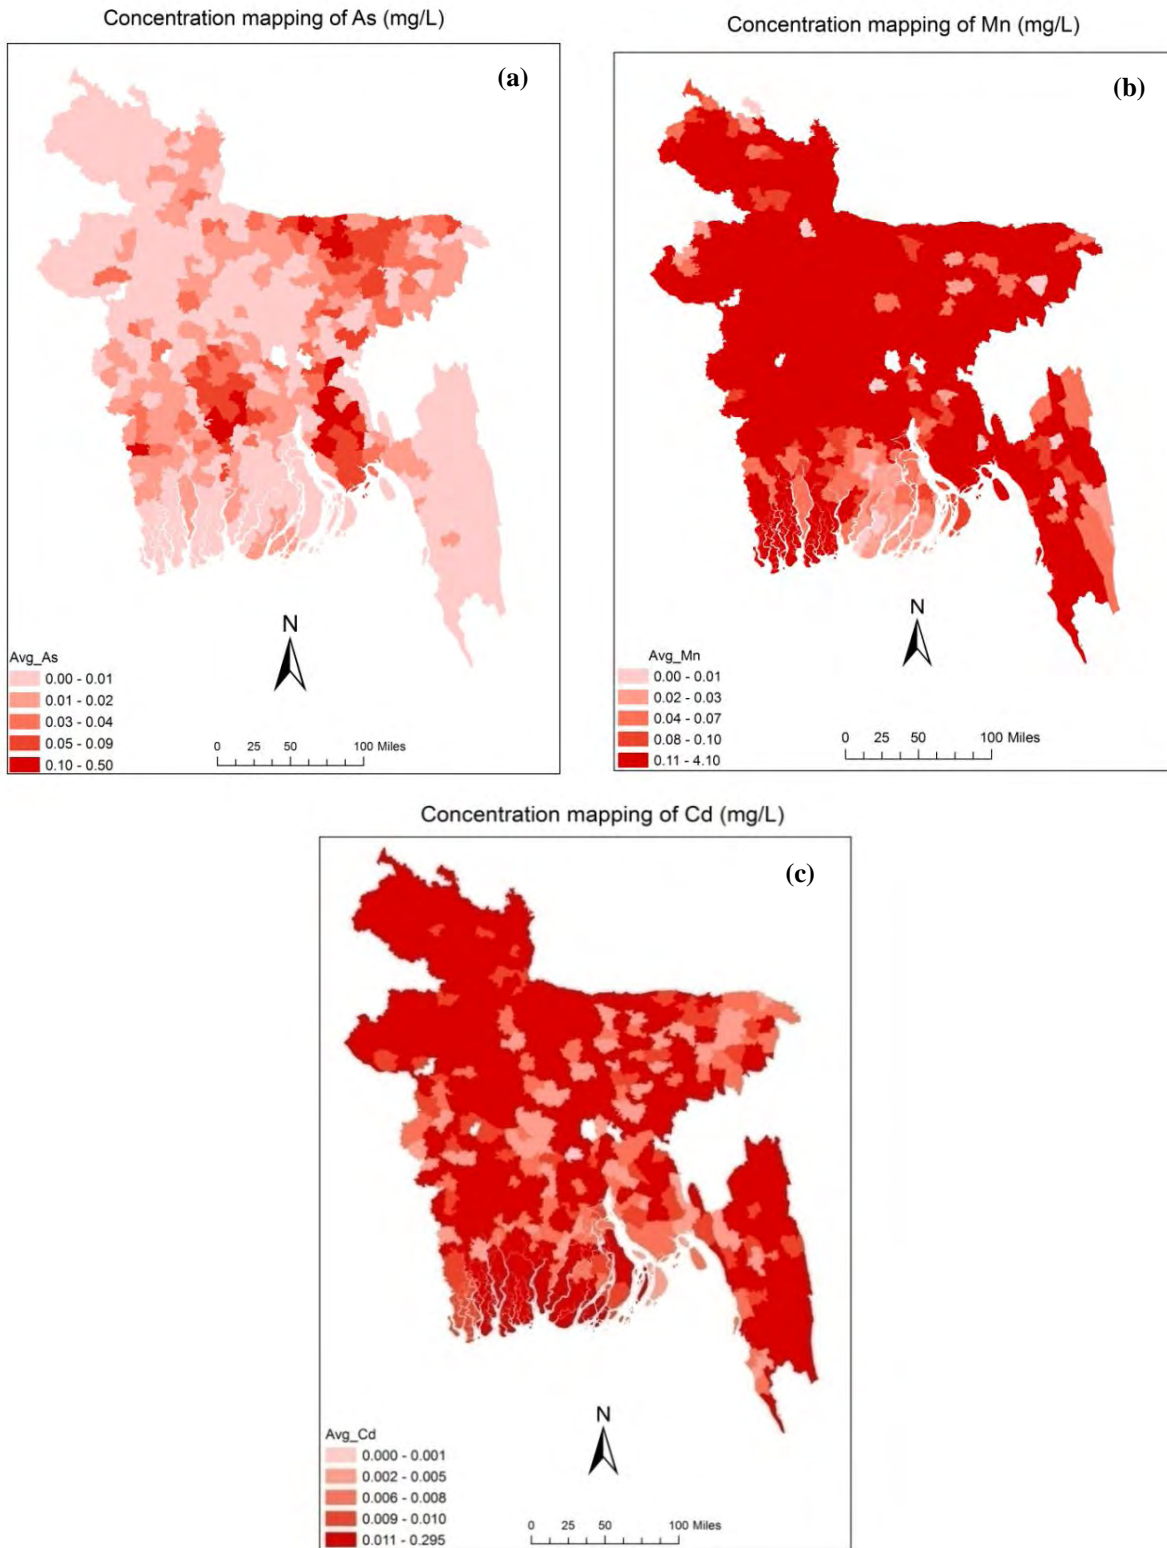 Concentration mapping of As (mg/L)
(a)
N
Avg_As
0.00 - 0.01
0.01 - 0.02
0.03 - 0.04
0.05 - 0.09
0.10 - 0.50
0 25 50 100 Miles
Concentration mapping of Mn (mg/L)
(b)
N
Avg_Mn
0.00 - 0.01
0.02 - 0.03
0.04 - 0.07
0.08 - 0.10
0.11 - 4.10
0 25 50 100 Miles
Concentration mapping of Cd (mg/L)
(c)
N
Avg_Cd
0.000 - 0.001
0.002 - 0.005
0.006 - 0.008
0.009 - 0.010
0.011 - 0.295
0 25 50 100 Miles